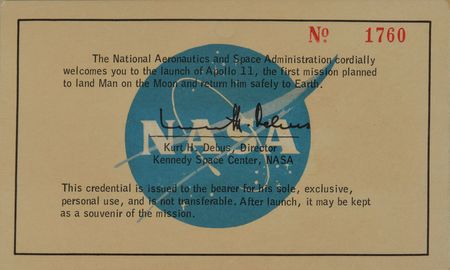 Nº 1760
The National Aeronautics and Space Administration cordially
welcomes you to the launch of Apollo 11, the first mission planned
to land Man on the Moon and return him safely to Earth.
Kurt H. Debus
NASA
Kurt H. Debus, Director
Kennedy Space Center, NASA
This credential is issued to the bearer for his sole, exclusive,
personal use, and is not transferable. After launch, it may be kept
as a souvenir of the mission.